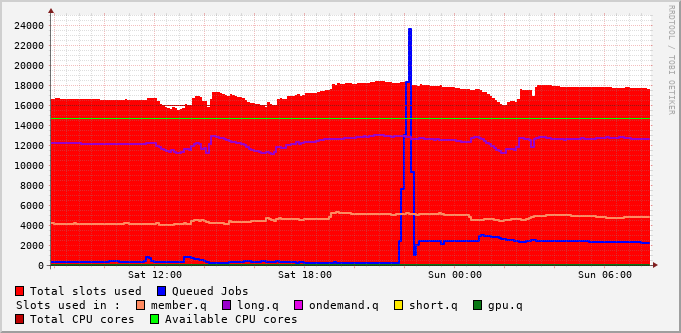 RRDTOOL / TOBI OETIKER
24000
22000
20000
18000
16000
14000
12000
10000
8000
6000
4000
2000
0
Sat 12:00 Sat 18:00 Sun 00:00 Sun 06:00
Total slots used Queued Jobs
Slots used in : member.q long.q ondemand.q short.q gpu.q
Total CPU cores Available CPU cores